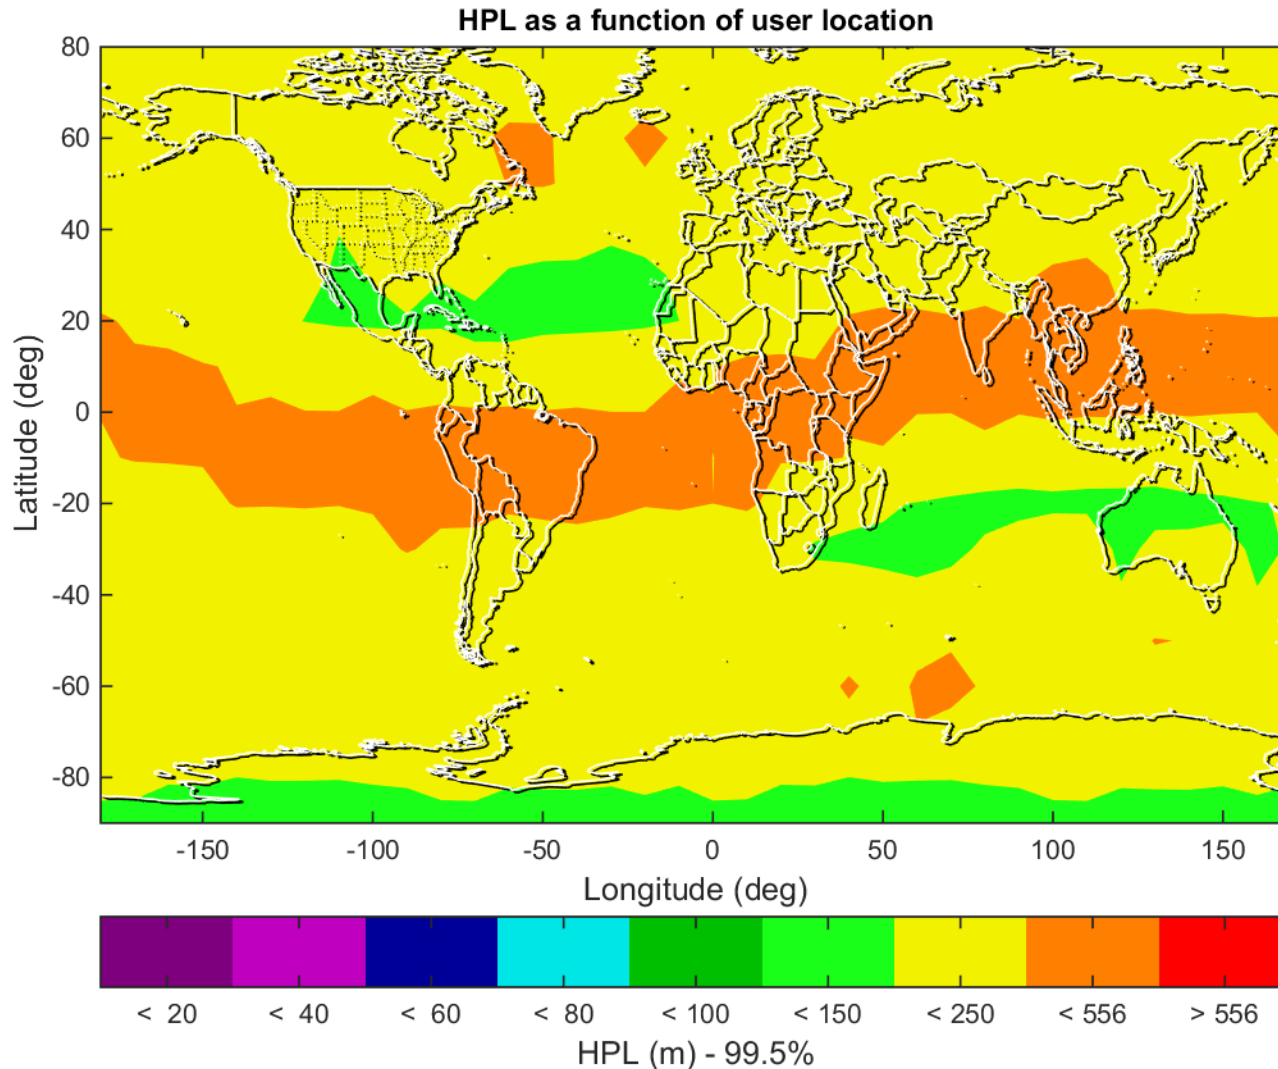 HPL as a function of user location
80
60
40
20
0
-20
-40
-60
-80
Latitude (deg)
-150 -100 -50 0 50 100 150
Longitude (deg)
< 20 < 40 < 60 < 80 < 100 < 150 < 250 < 556 > 556
HPL (m) - 99.5%